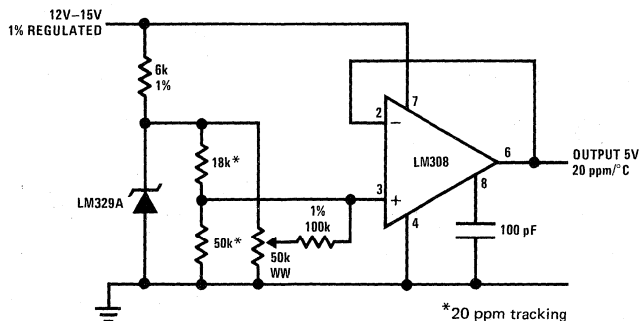 12V–15V
1% REGULATED
6k
1%
7
2
–
18k*
LM308
6
OUTPUT 5V
20 ppm/°C
8
LM329A
3
+
1%
100k
4
100 pF
50k*
50k
WW
*20 ppm tracking